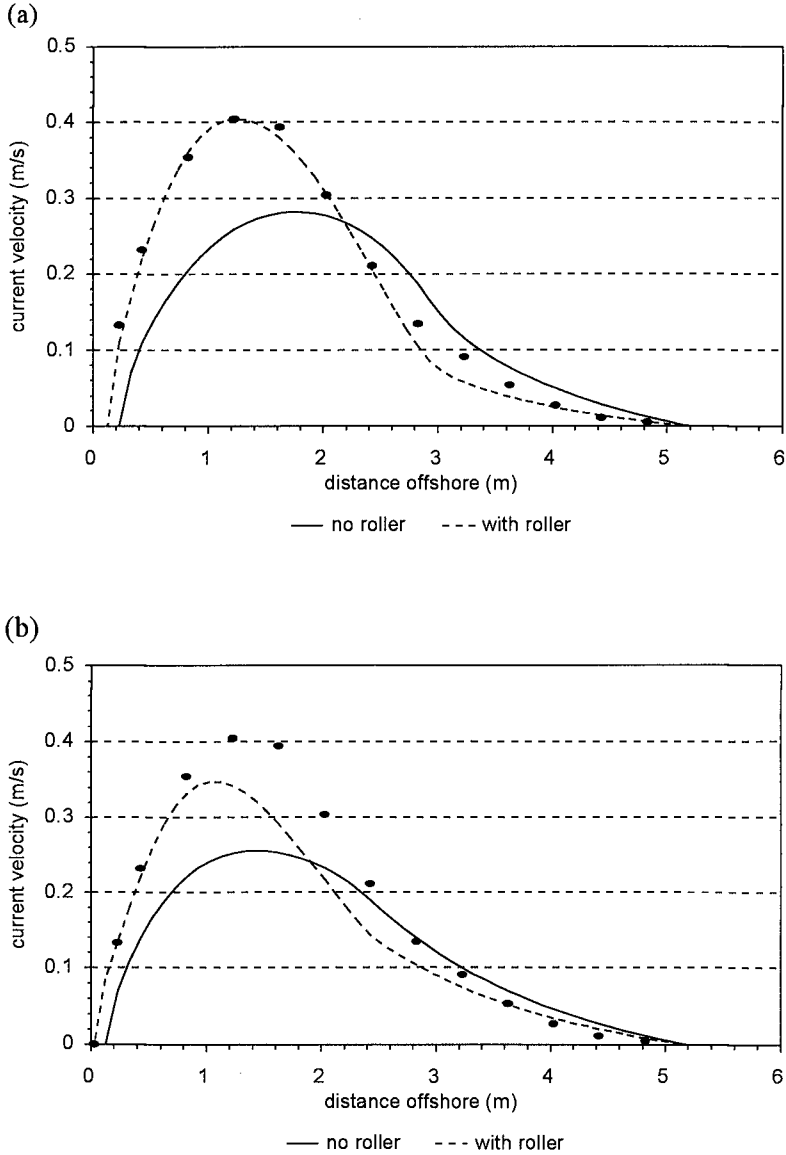 (a)
0.5
0.4
0.3
0.2
0.1
0
current velocity (m/s)
0 1 2 3 4 5 6
distance offshore (m)
no roller with roller
(b)
0.5
0.4
0.3
0.2
0.1
0
current velocity (m/s)
0 1 2 3 4 5 6
distance offshore (m)
no roller with roller